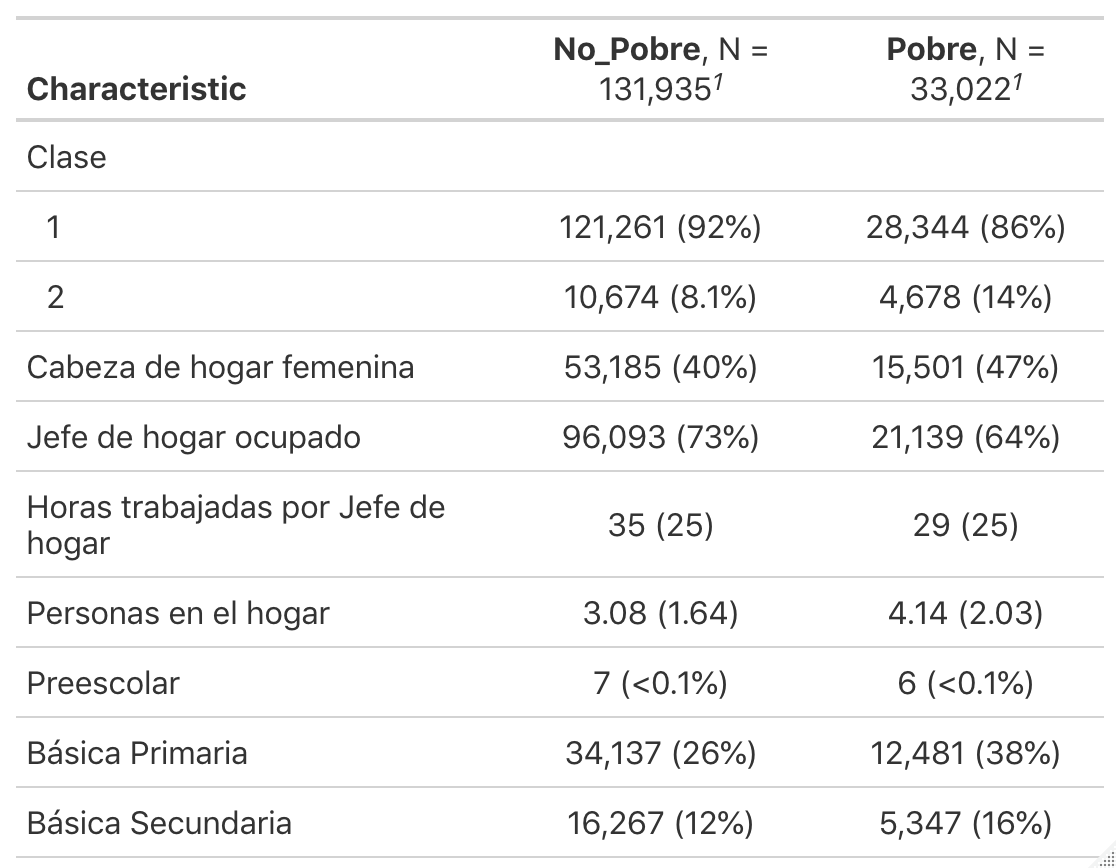 Characteristic No_Pobre, N = 131,935¹ Pobre, N = 33,022¹
Clase
1 121,261 (92%) 28,344 (86%)
2 10,674 (8.1%) 4,678 (14%)
Cabeza de hogar femenina 53,185 (40%) 15,501 (47%)
Jefe de hogar ocupado 96,093 (73%) 21,139 (64%)
Horas trabajadas por Jefe de hogar 35 (25) 29 (25)
Personas en el hogar 3.08 (1.64) 4.14 (2.03)
Preescolar 7 (<0.1%) 6 (<0.1%)
Básica Primaria 34,137 (26%) 12,481 (38%)
Básica Secundaria 16,267 (12%) 5,347 (16%)